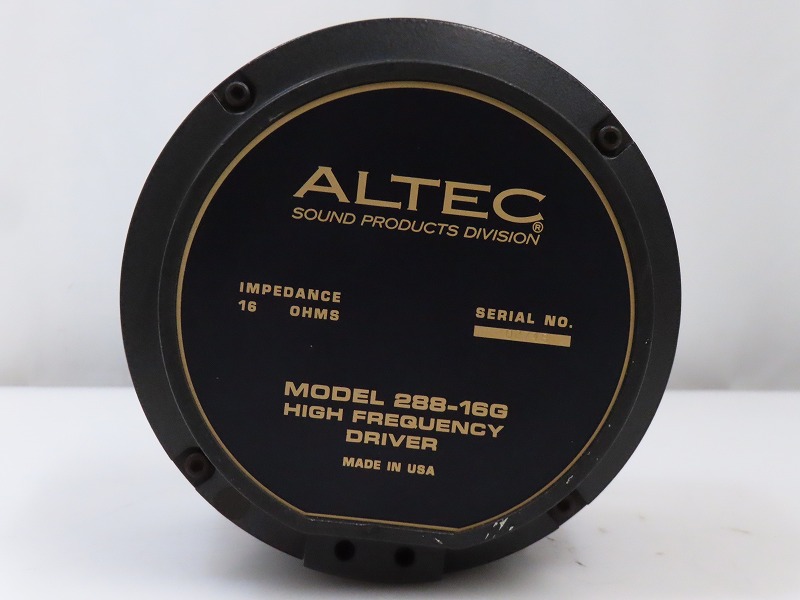 ALTEC
®
SOUND PRODUCTS DIVISION
IMPEDANCE
16 OHMS
SERIAL NO.
MODEL 288-16G
HIGH FREQUENCY
DRIVER
MADE IN USA